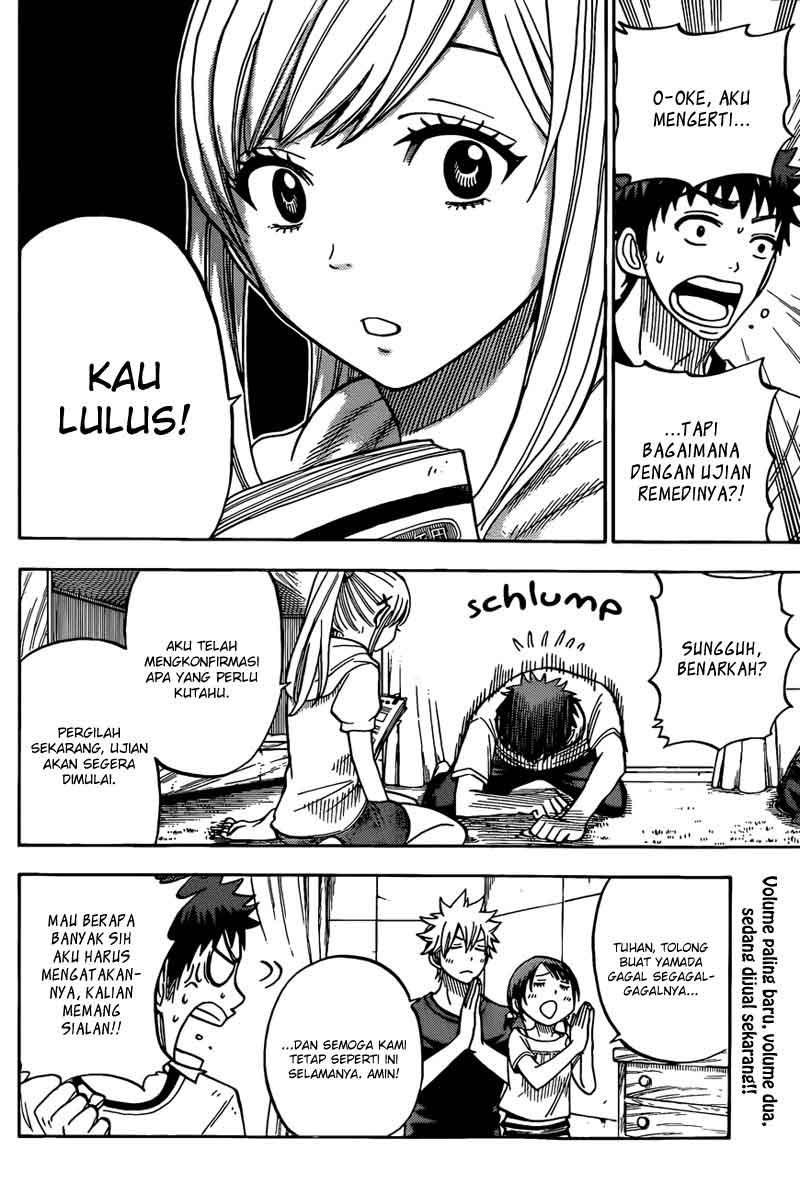 O-OKE, AKU
MENGERTI...
...TAPI
BAGAIMANA
DENGAN UJIAN
REMEDINYA?!
KAU
LULUS!
SUNGGUH,
BENARKAH?
schlump
AKU TELAH
MENGKONFIRMASI
APA YANG PERLU
KUTAHU.
PERGILAH
SEKARANG, UJIAN
AKAN SEGERA
DIMULAI.
Volume paling baru, volume dua,
sedang dijual sekarang!!
TUHAN, TOLONG
BUAT YAMADA
GAGAL SEGAGAL-
GAGALNYA...
...DAN SEMOGA KAMI
TETAP SEPERTI INI
SELAMANYA. AMIN!
MAU BERAPA
BANYAK SIH
AKU HARUS
MENGATAKAN-
NYA, KALIAN
MEMANG
SIALAN!!